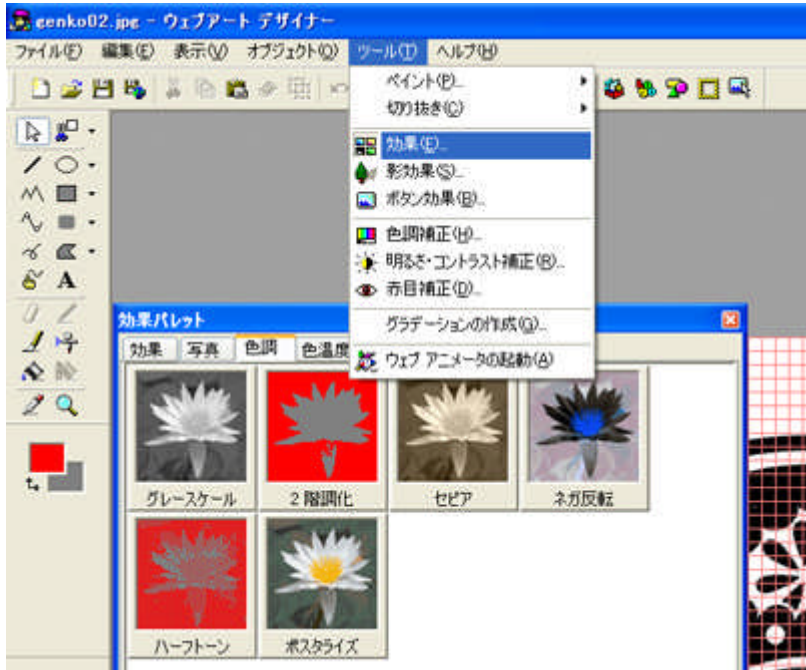 genko02.jpg - ウェブアート デザイナー
ファイル(F) 編集(E) 表示(V) オブジェクト(O) ツール(T) ヘルプ(H)
ペイント(P)...
切り抜き(C)
効果(E)...
影効果(S)...
ボタン効果(B)...
色調補正(H)...
明るさ・コントラスト補正(R)...
赤目補正(D)...
グラデーションの作成(G)...
ウェブ アニメータの起動(A)
A
効果パレット
効果 写真 色調 色温度
グレースケール 2 階調化 セピア ネガ反転
ハーフトーン ポスタライズ